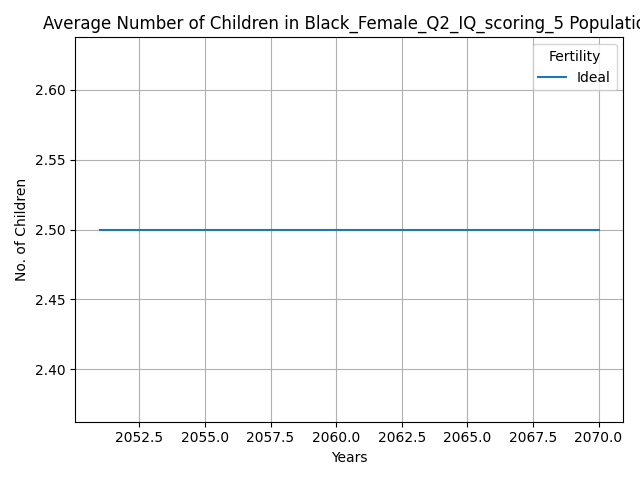 Average Number of Children in Black_Female_Q2_IQ_scoring_5
Fertility
Ideal
2.60
2.55
2.50
2.45
2.40
No. of Children
2052.5 2055.0 2057.5 2060.0 2062.5 2065.0 2067.5 2070.0
Years